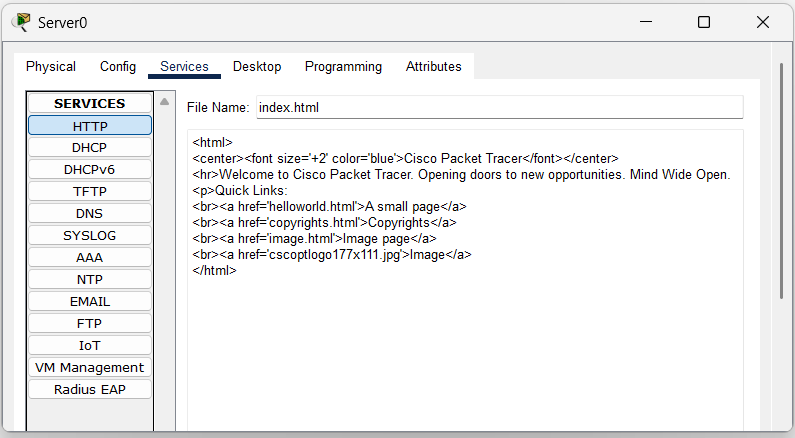 Server0
Physical Config Services Desktop Programming Attributes
SERVICES
HTTP
DHCP
DHCPv6
TFTP
DNS
SYSLOG
AAA
NTP
EMAIL
FTP
IoT
VM Management
Radius EAP
File Name: index.html
<html>
<center><font size='+2' color='blue'>Cisco Packet Tracer</font></center>
<hr>Welcome to Cisco Packet Tracer. Opening doors to new opportunities. Mind Wide Open.
<p>Quick Links:
<br><a href='helloworld.html'>A small page</a>
<br><a href='copyrights.html'>Copyrights</a>
<br><a href='image.html'>Image page</a>
<br><a href='cscoptlogo177x111.jpg'>Image</a>
</html>